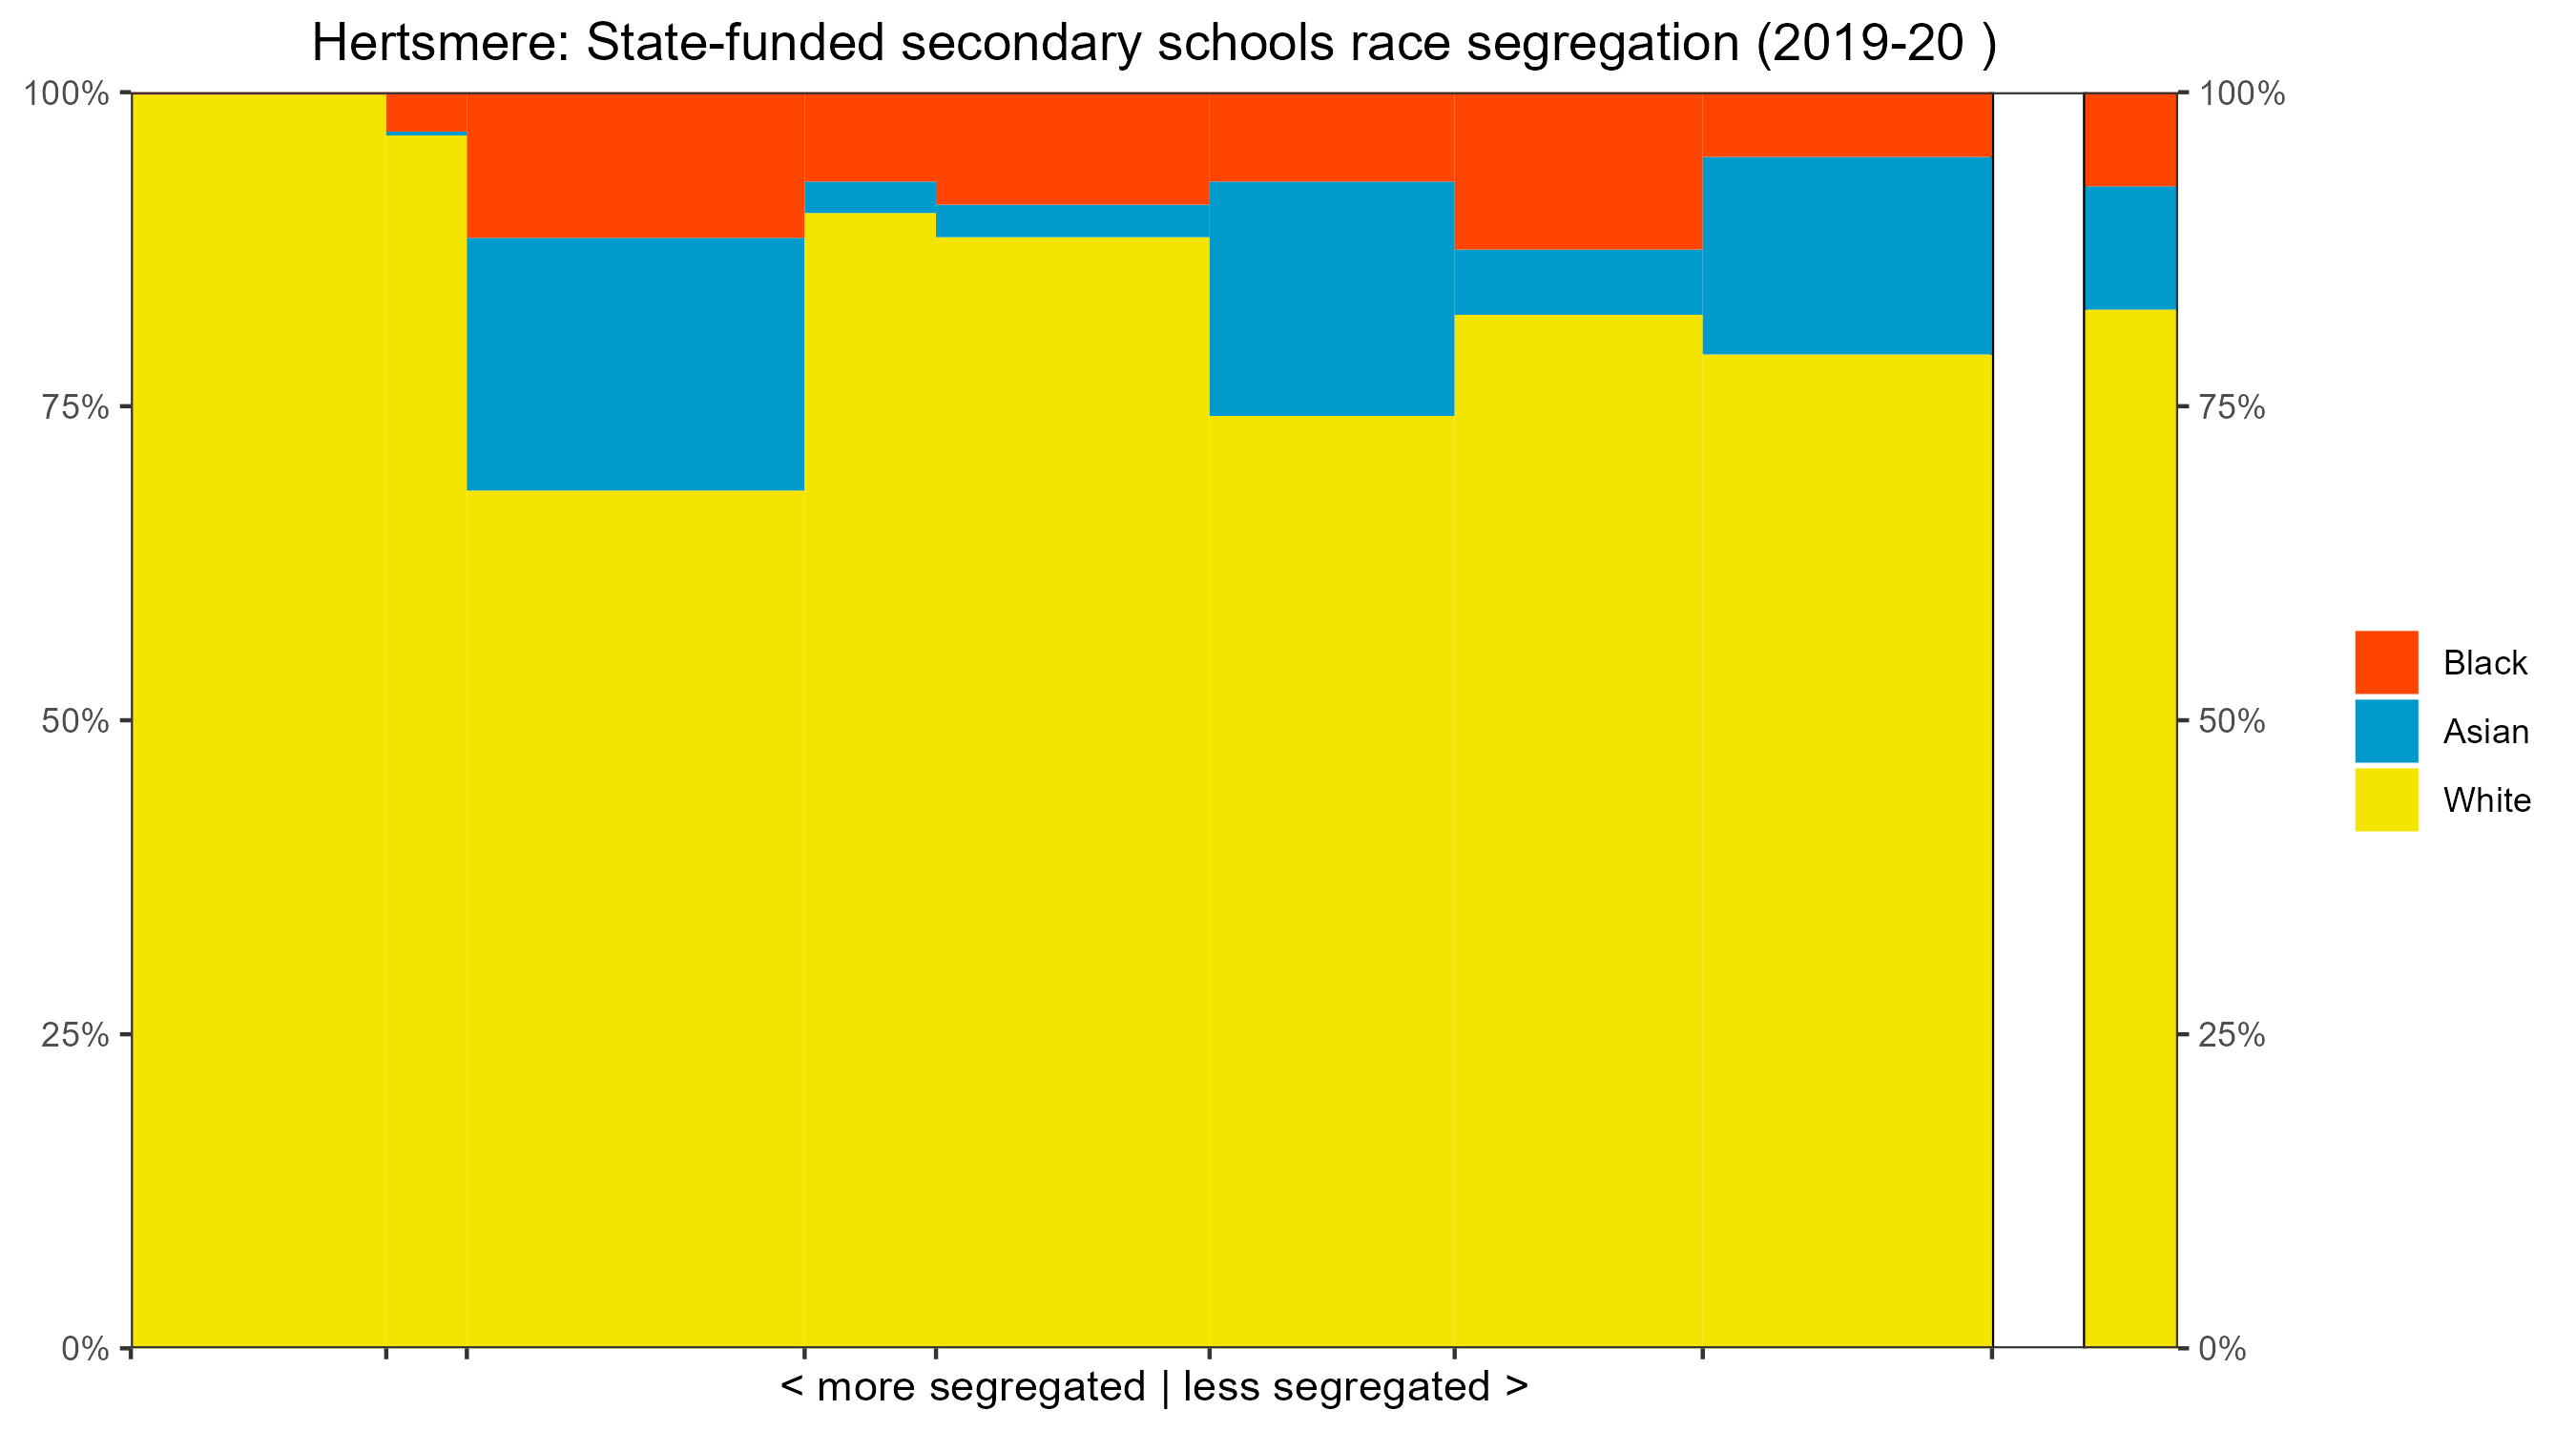 Hertsmere: State-funded secondary schools race segregation (2019-20 )
100%
75%
50%
25%
0%
100%
75%
50%
25%
0%
Black
Asian
White
< more segregated | less segregated >